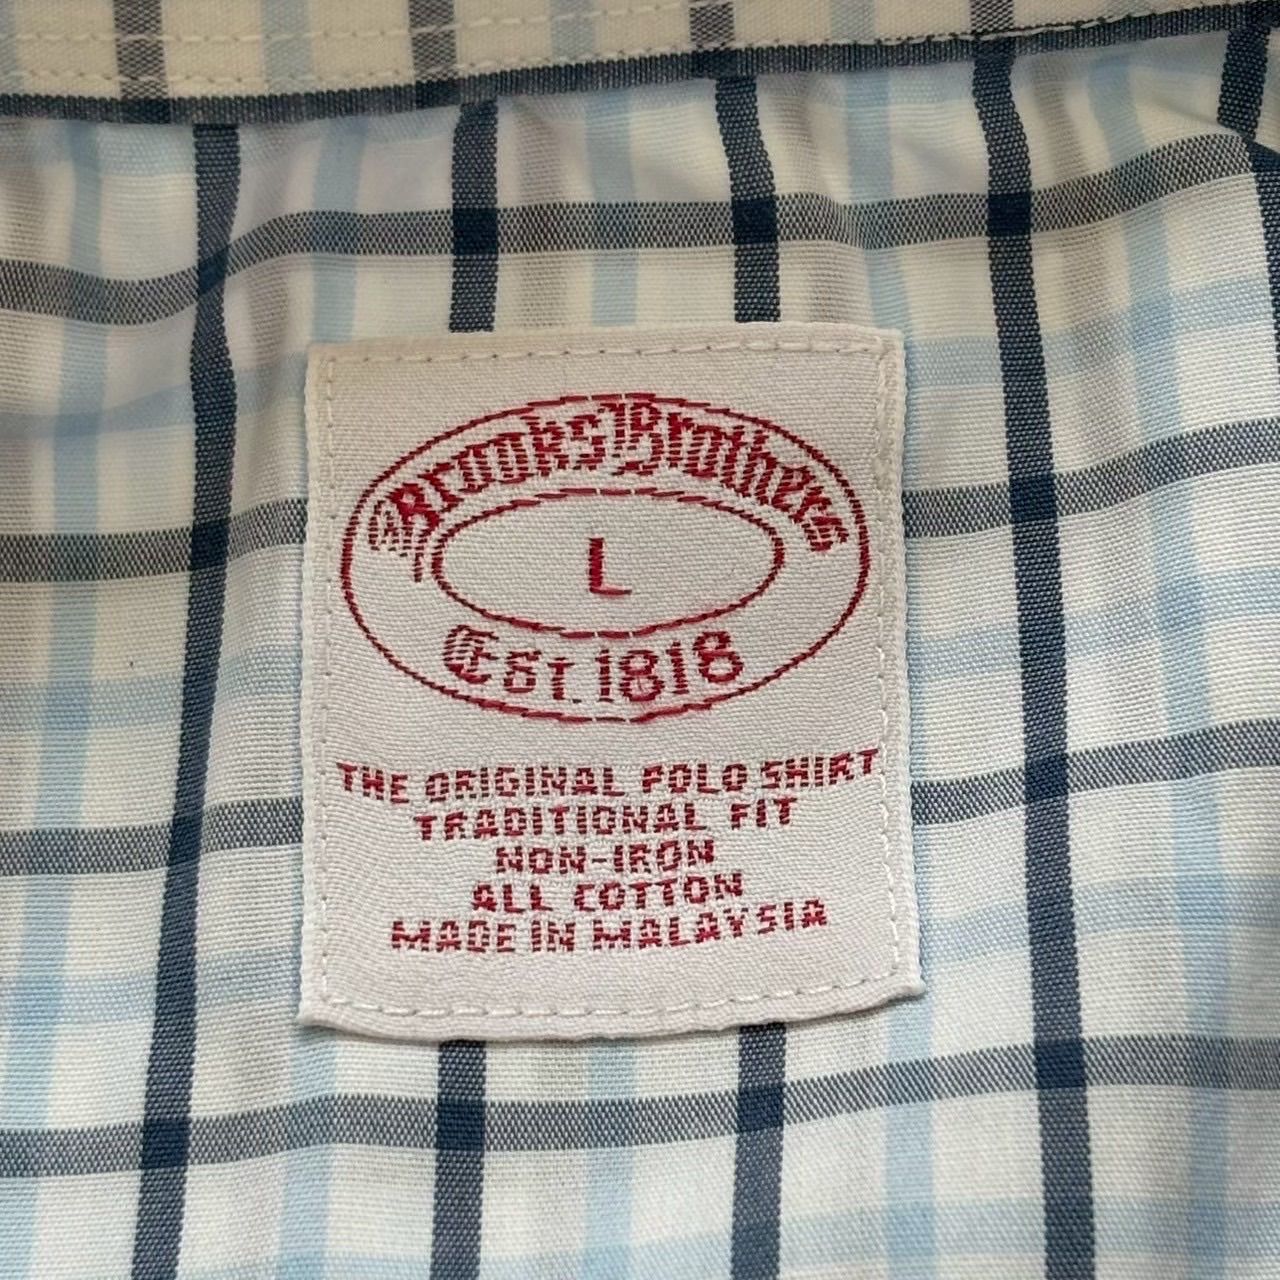 Brooks Brothers
L
Est. 1818
THE ORIGINAL POLO SHIRT
TRADITIONAL FIT
NON-IRON
ALL COTTON
MADE IN MALAYSIA